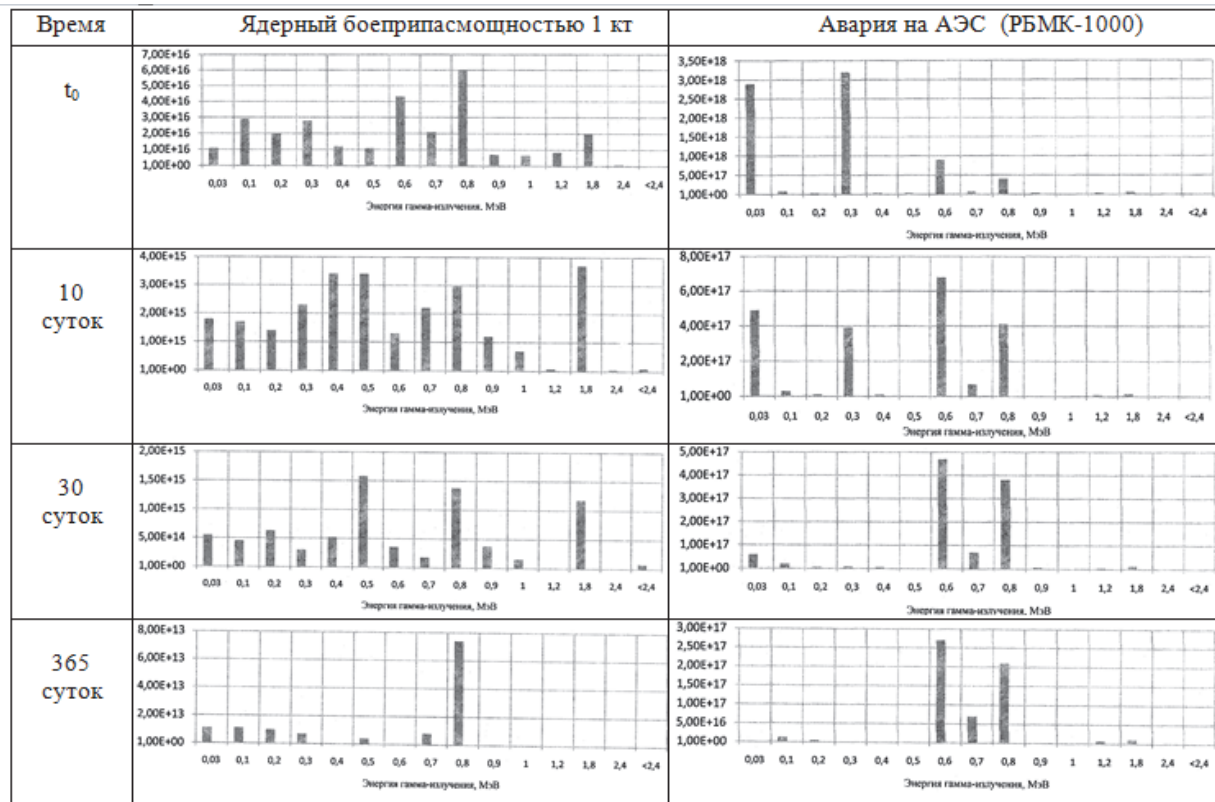 Время
Ядерный боеприпасмощностью 1 кт
Авария на АЭС (РБМК-1000)
t0
7,00E+16
6,00E+16
5,00E+16
4,00E+16
3,00E+16
2,00E+16
1,00E+16
1,00E+00
0,03 0,1 0,2 0,3 0,4 0,5 0,6 0,7 0,8 0,9 1 1,2 1,8 2,4 <2,4
Энергия гамма-излучения, МэВ
3,50E+18
3,00E+18
2,50E+18
2,00E+18
1,00E+18
1,00E+18
5,00E+17
1,00E+00
0,03 0,1 0,2 0,3 0,4 0,5 0,6 0,7 0,8 0,9 1 1,2 1,8 2,4 <2,4
Энергия гамма-излучения, МэВ
10
суток
4,00E+15
3,00E+15
2,00E+15
1,00E+15
1,00E+00
0,03 0,1 0,2 0,3 0,4 0,5 0,6 0,7 0,8 0,9 1 1,2 1,8 2,4 <2,4
Энергия гамма-излучения, МэВ
8,00E+17
6,00E+17
4,00E+17
2,00E+17
1,00E+00
0,03 0,1 0,2 0,3 0,4 0,5 0,6 0,7 0,8 0,9 1 1,2 1,8 2,4 <2,4
Энергия гамма-излучения, МэВ
30
суток
2,00E+15
1,50E+15
1,00E+15
5,00E+14
1,00E+00
0,03 0,1 0,2 0,3 0,4 0,5 0,6 0,7 0,8 0,9 1 1,2 1,8 2,4 <2,4
Энергия гамма-излучения, МэВ
5,00E+17
4,00E+17
2,00E+17
2,00E+17
1,00E+17
1,00E+00
0,03 0,1 0,2 0,3 0,4 0,5 0,6 0,7 0,8 0,9 1 1,2 1,8 2,4 <2,4
Энергия гамма-излучения, МэВ
365
суток
8,00E+13
6,00E+13
4,00E+13
2,00E+13
1,00E+00
0,03 0,1 0,2 0,3 0,4 0,5 0,6 0,7 0,8 0,9 1 1,2 1,8 2,4 <2,4
Энергия гамма-излучения, МэВ
3,00E+17
2,50E+17
2,00E+17
1,00E+17
1,00E+17
5,00E+16
1,00E+00
0,03 0,1 0,2 0,3 0,4 0,5 0,6 0,7 0,8 0,9 1 1,2 1,8 2,4 <2,4
Энергия гамма-излучения, МэВ